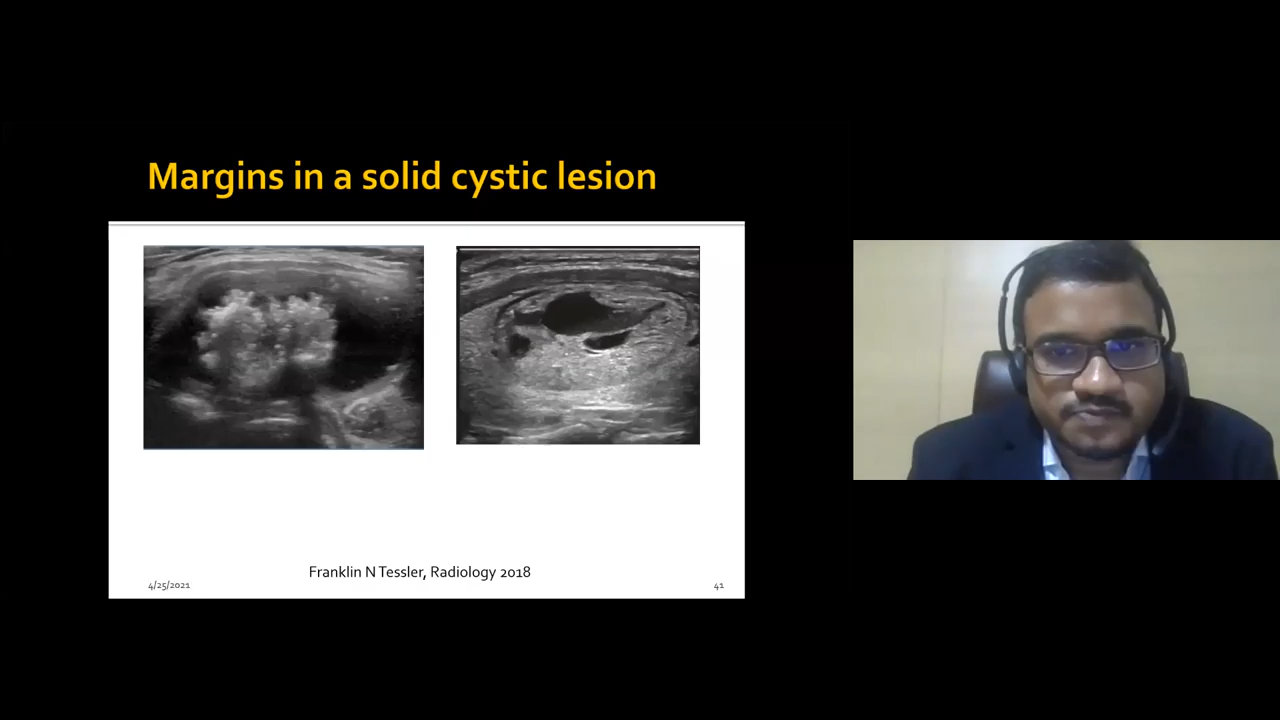 Margins in a solid cystic lesion
Franklin N Tessler, Radiology 2018
4/25/2021
41